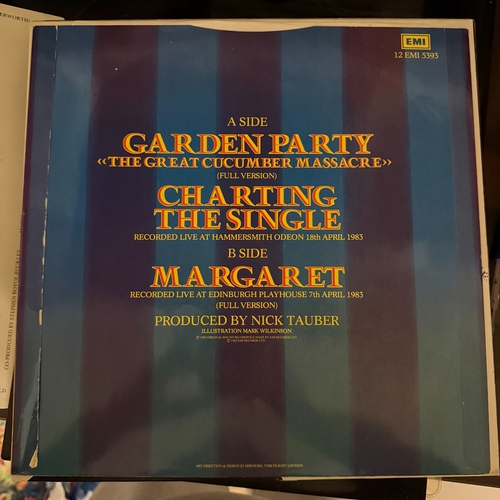 EMI
12 EMI 5393
A SIDE
GARDEN PARTY
‹‹THE GREAT CUCUMBER MASSACRE››
(FULL VERSION)
CHARTING
THE SINGLE
RECORDED LIVE AT HAMMERSMITH ODEON 18th APRIL 1983
B SIDE
MARGARET
RECORDED LIVE AT EDINBURGH PLAYHOUSE 7th APRIL 1983
(FULL VERSION)
PRODUCED BY NICK TAUBER
ILLUSTRATION MARK WILKINSON